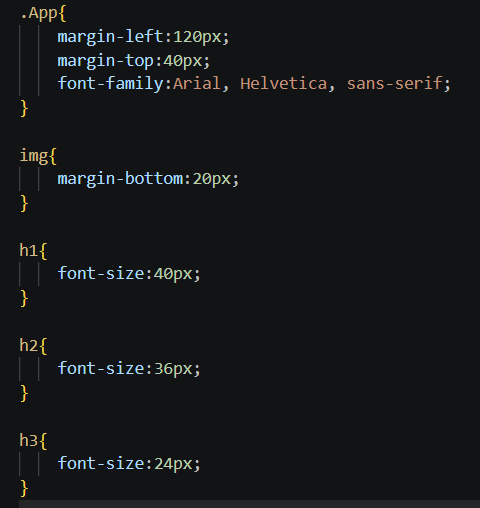 .App{
margin-left:120px;
margin-top:40px;
font-family:Arial, Helvetica, sans-serif;
}
img{
margin-bottom:20px;
}
h1{
font-size:40px;
}
h2{
font-size:36px;
}
h3{
font-size:24px;
}